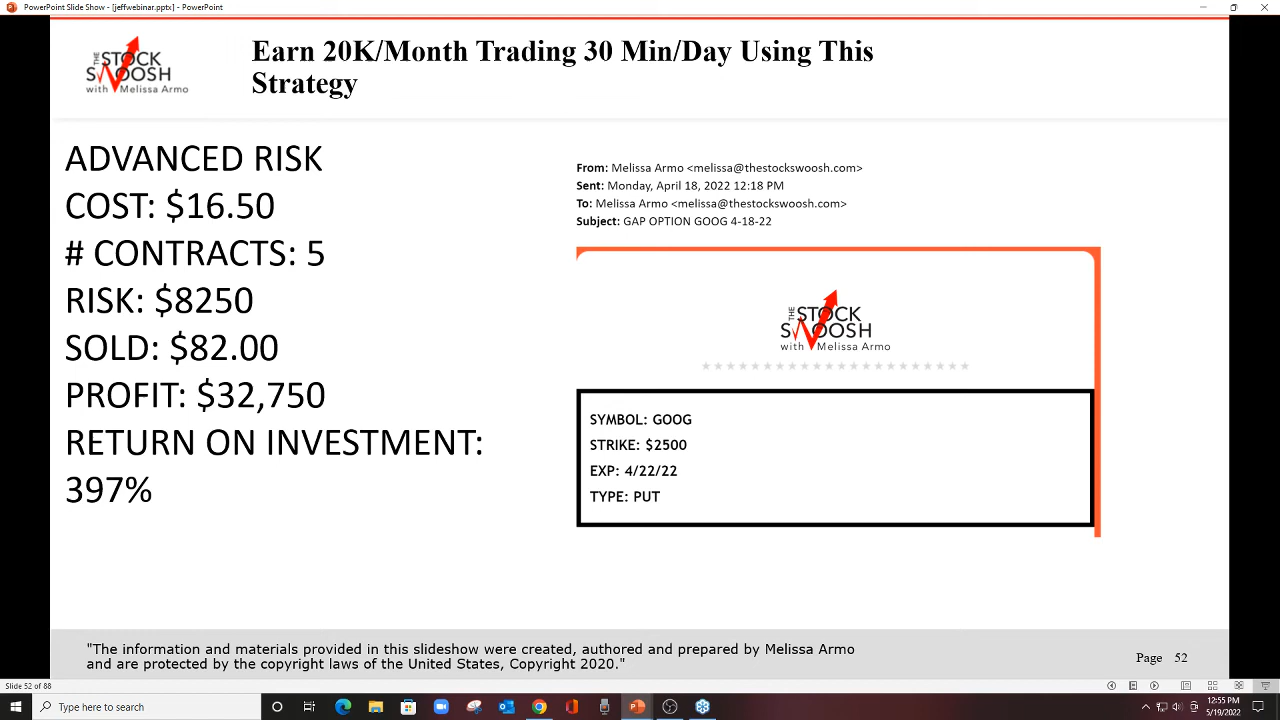 PowerPoint Slide Show - [jeffwebinar.pptx] - PowerPoint
THE
STOCK
SWOOSH
with Melissa Armo
Earn 20K/Month Trading 30 Min/Day Using This
Strategy
ADVANCED RISK
COST: $16.50
# CONTRACTS: 5
RISK: $8250
SOLD: $82.00
PROFIT: $32,750
RETURN ON INVESTMENT:
397%
From: Melissa Armo <melissa@thestockswoosh.com>
Sent: Monday, April 18, 2022 12:18 PM
To: Melissa Armo <melissa@thestockswoosh.com>
Subject: GAP OPTION GOOG 4-18-22
THE
STOCK
SWOOSH
with Melissa Armo
SYMBOL: GOOG
STRIKE: $2500
EXP: 4/22/22
TYPE: PUT
"The information and materials provided in this slideshow were created, authored and prepared by Melissa Armo
and are protected by the copyright laws of the United States, Copyright 2020."
Page 52
Slide 52 of 88
Type here to search
12:55 PM
5/19/2022